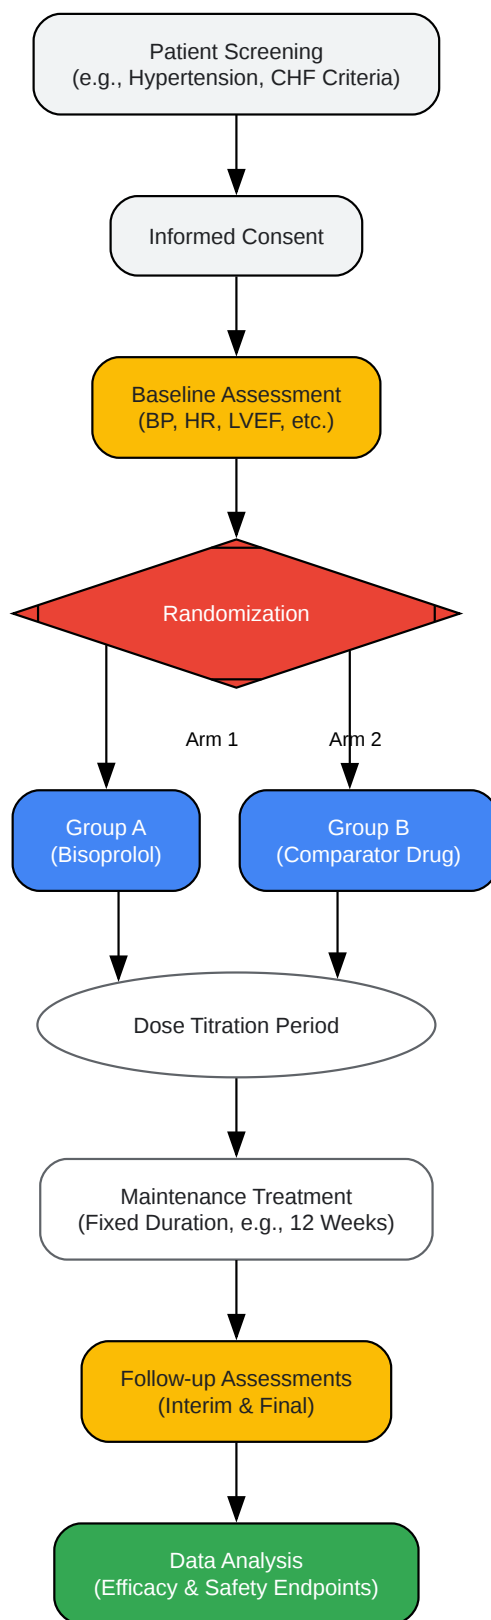 Patient Screening
(e.g., Hypertension, CHF Criteria)
Informed Consent
Baseline Assessment
(BP, HR, LVEF, etc.)
Randomization
Arm 1
Arm 2
Group A
(Bisoprolol)
Group B
(Comparator Drug)
Dose Titration Period
Maintenance Treatment
(Fixed Duration, e.g., 12 Weeks)
Follow-up Assessments
(Interim & Final)
Data Analysis
(Efficacy & Safety Endpoints)